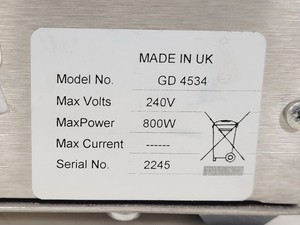 MADE IN UK
Model No. GD 4534
Max Volts 240V
MaxPower 800W
Max Current ------
Serial No. 2245